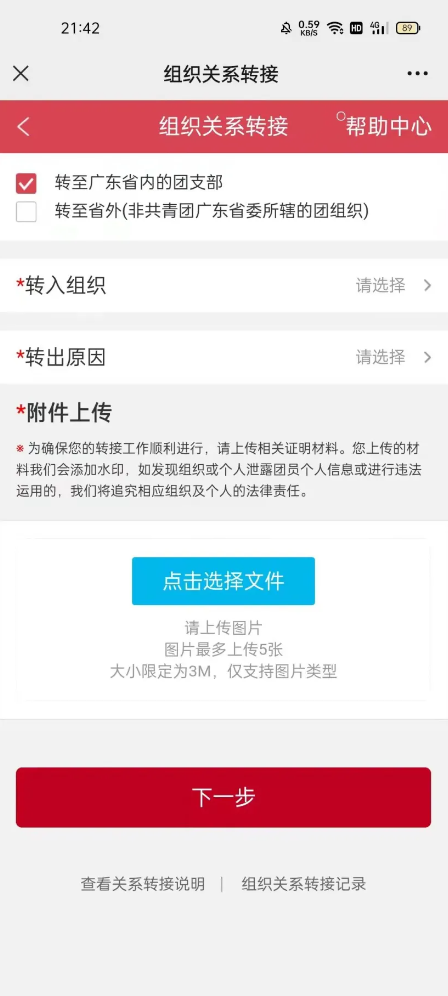 21:42
0.59 KB/S HD 4G 89
组织关系转接
组织关系转接
帮助中心
转至广东省内的团支部
转至省外(非共青团广东省委所辖的团组织)
*转入组织 请选择
*转出原因 请选择
*附件上传
※ 为确保您的转接工作顺利进行，请上传相关证明材料。您上传的材
料我们会添加水印，如发现组织或个人泄露团员个人信息或进行违法
运用的，我们将追究相应组织及个人的法律责任。
点击选择文件
请上传图片
图片最多上传5张
大小限定为3M，仅支持图片类型
下一步
查看关系转接说明 | 组织关系转接记录